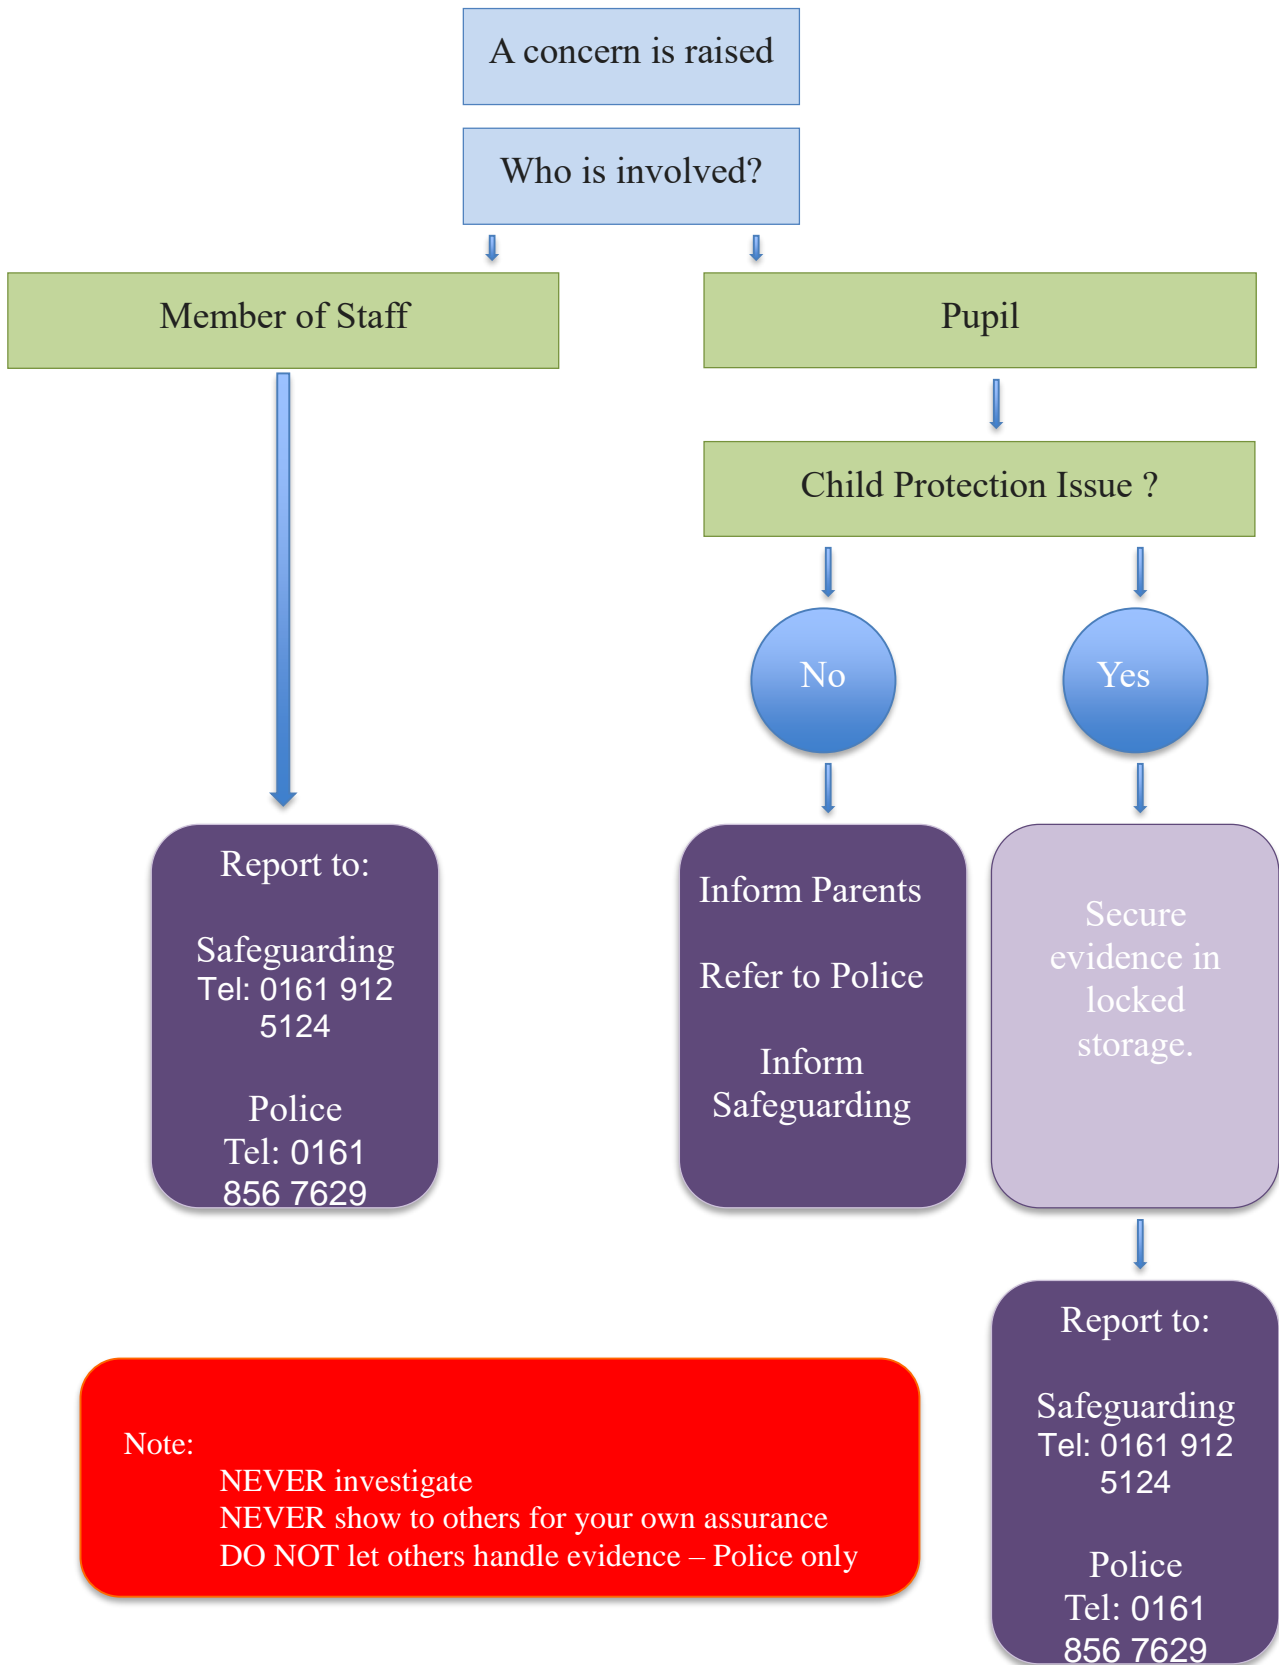 A concern is raised
Who is involved?
Member of Staff
Pupil
Child Protection Issue ?
No
Yes
Report to:
Safeguarding
Tel: 0161 912
5124
Police
Tel: 0161
856 7629
Inform Parents
Refer to Police
Inform
Safeguarding
Secure
evidence in
locked
storage.
Report to:
Safeguarding
Tel: 0161 912
5124
Police
Tel: 0161
856 7629
Note:
NEVER investigate
NEVER show to others for your own assurance
DO NOT let others handle evidence – Police only